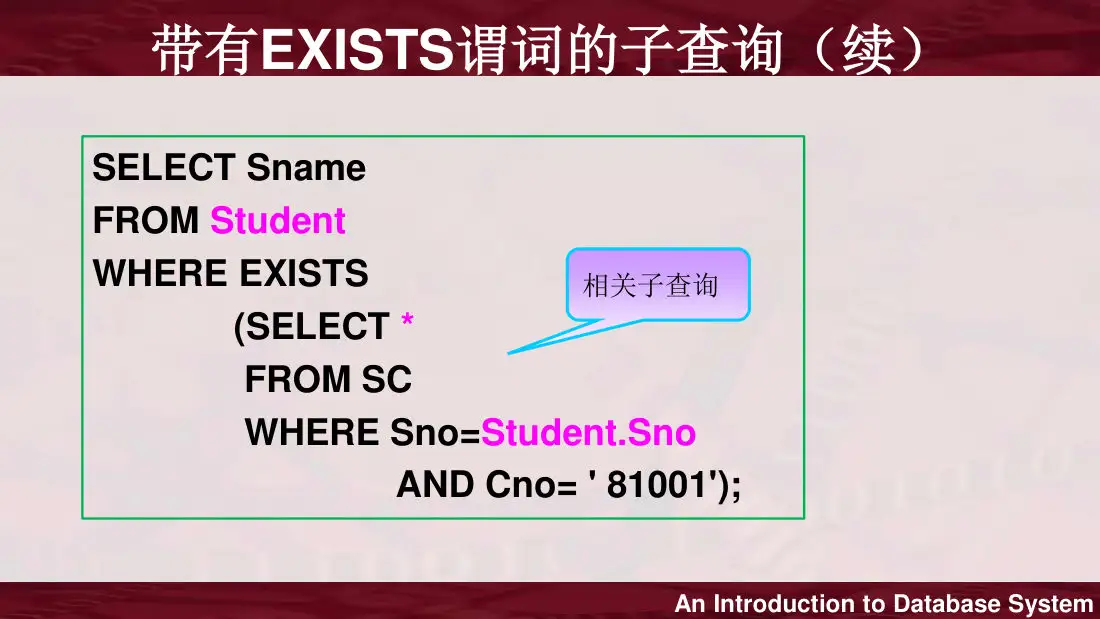 带有EXISTS谓词的子查询（续）
SELECT Sname
FROM Student
WHERE EXISTS
相关子查询
(SELECT *
FROM SC
WHERE Sno=Student.Sno
AND Cno= ' 81001');
An Introduction to Database System